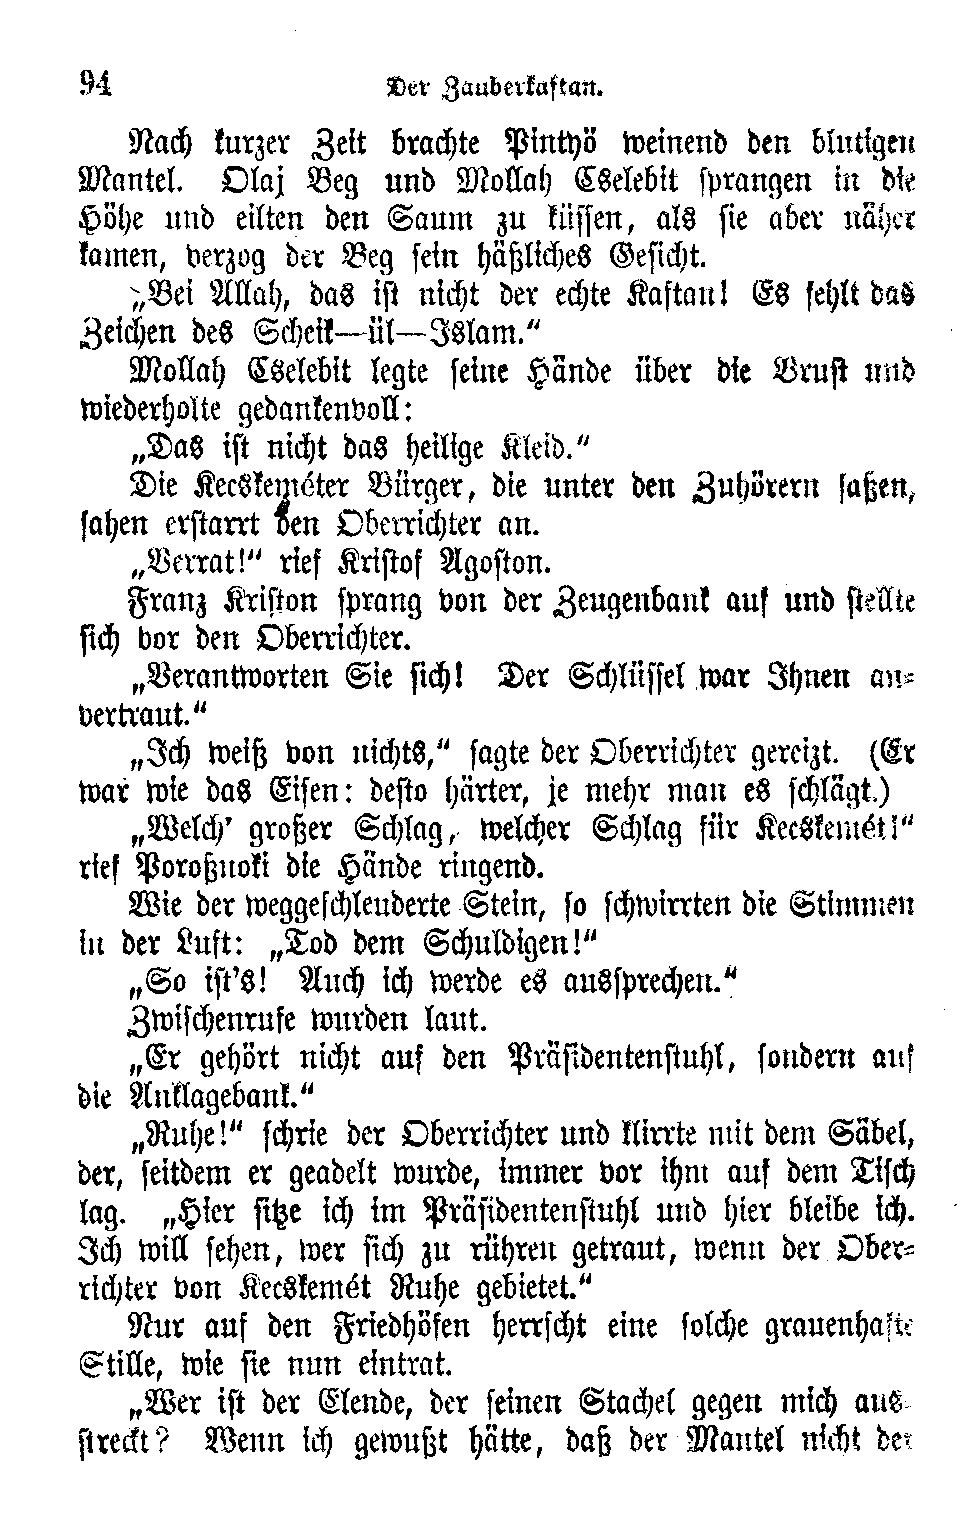 94 Der Zauberkaftan.
Nach kurzer Zeit brachte Pintyö weinend den blutigen
Mantel. Olaj Beg und Mollah Cselebit sprangen in die
Höhe und eilten den Saum zu küssen, als sie aber näher
kamen, verzog der Beg sein häßliches Gesicht.
„Bei Allah, das ist nicht der echte Kaftan! Es fehlt das
Zeichen des Scheik—ül—Islam.“
Mollah Cselebit legte seine Hände über die Brust und
wiederholte gedankenvoll:
„Das ist nicht das heilige Kleid.“
Die Kecskeméter Bürger, die unter den Zuhörern saßen,
sahen erstarrt den Oberrichter an.
„Verrat!“ rief Kristof Agoston.
Franz Kriston sprang von der Zeugenbank auf und stellte
sich vor den Oberrichter.
„Verantworten Sie sich! Der Schlüssel war Ihnen an-
vertraut.“
„Ich weiß von nichts,“ sagte der Oberrichter gereizt. (Er
war wie das Eisen: desto härter, je mehr man es schlägt.)
„Welch' großer Schlag, welcher Schlag für Kecskemét!“
rief Poroßnoki die Hände ringend.
Wie der weggeschleuderte Stein, so schwirrten die Stimmen
in der Luft: „Tod dem Schuldigen!“
„So ist's! Auch ich werde es aussprechen.“
Zwischenrufe wurden laut.
„Er gehört nicht auf den Präsidentenstuhl, sondern auf
die Anklagebank.“
„Ruhe!“ schrie der Oberrichter und klirrte mit dem Säbel,
der, seitdem er geadelt wurde, immer vor ihm auf dem Tisch
lag. „Hier sitze ich im Präsidentenstuhl und hier bleibe ich.
Ich will sehen, wer sich zu rühren getraut, wenn der Ober-
richter von Kecskemét Ruhe gebietet.“
Nur auf den Friedhöfen herrscht eine solche grauenhafte
Stille, wie sie nun eintrat.
„Wer ist der Elende, der seinen Stachel gegen mich aus-
streckt? Wenn ich gewußt hätte, daß der Mantel nicht der